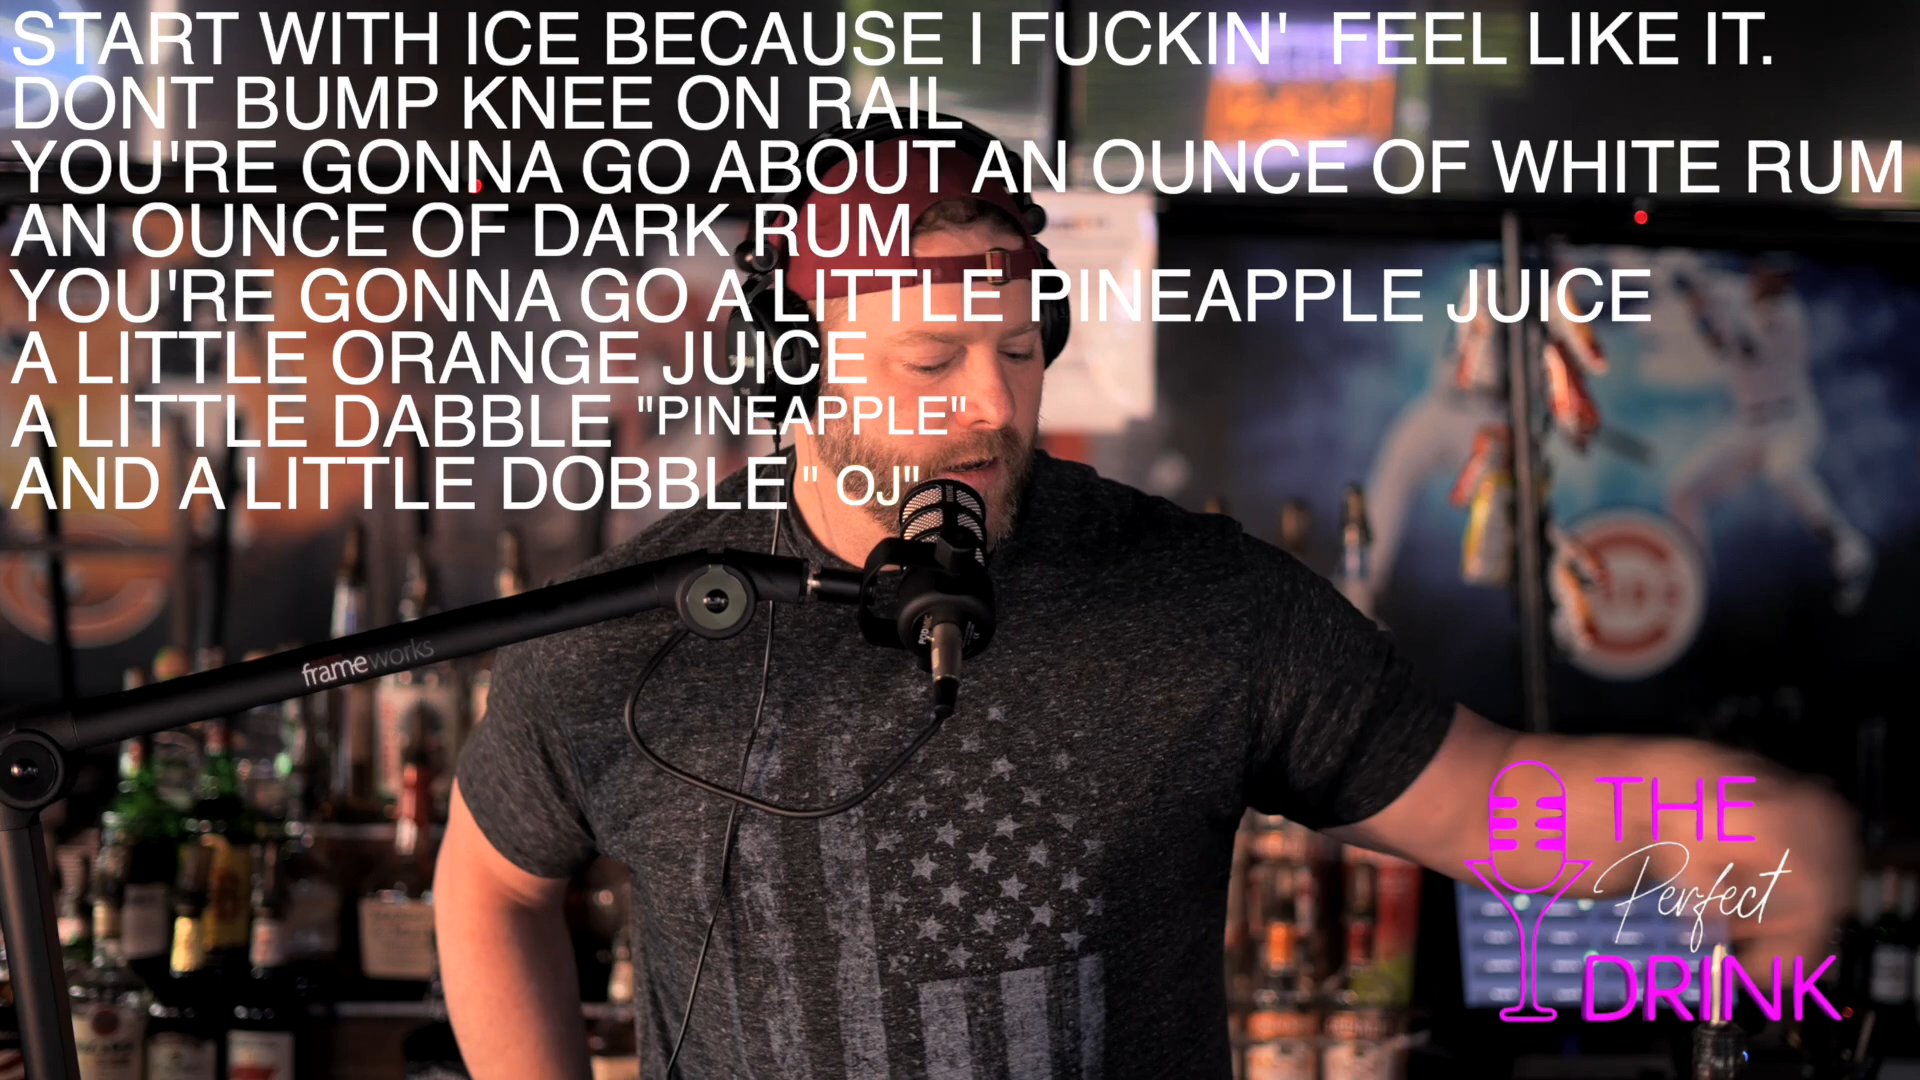 START WITH ICE BECAUSE I FUCKIN' FEEL LIKE IT.
DONT BUMP KNEE ON RAIL
YOU'RE GONNA GO ABOUT AN OUNCE OF WHITE RUM
AN OUNCE OF DARK RUM
YOU'RE GONNA GO A LITTLE PINEAPPLE JUICE
A LITTLE ORANGE JUICE
A LITTLE DABBLE "PINEAPPLE"
AND A LITTLE DOBBLE " OJ"
frameworks
THE
Perfect
DRINK